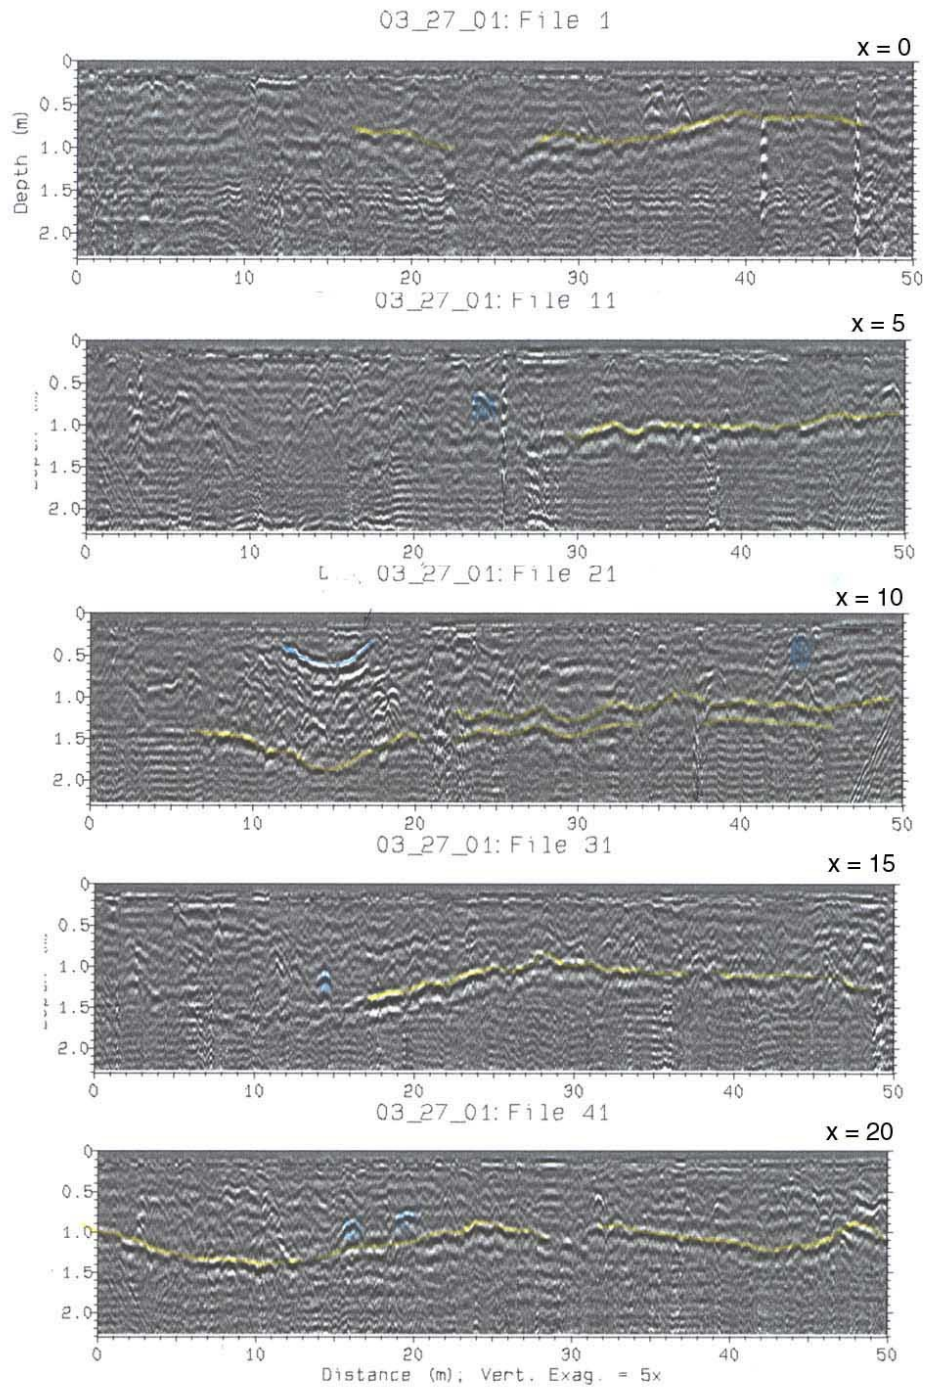 03_27_01: File 1
x = 0
0
0.5
1.0
1.5
2.0
Depth (m)
0 10 20 30 40 50
03_27_01: File 11
x = 5
0
0.5
1.0
1.5
2.0
0 10 20 30 40 50
03_27_01: File 21
x = 10
0
0.5
1.0
1.5
2.0
0 10 20 30 40 50
03_27_01: File 31
x = 15
0
0.5
1.0
1.5
2.0
0 10 20 30 40 50
03_27_01: File 41
x = 20
0
0.5
1.0
1.5
2.0
0 10 20 30 40 50
Distance (m); Vert. Exag. = 5x